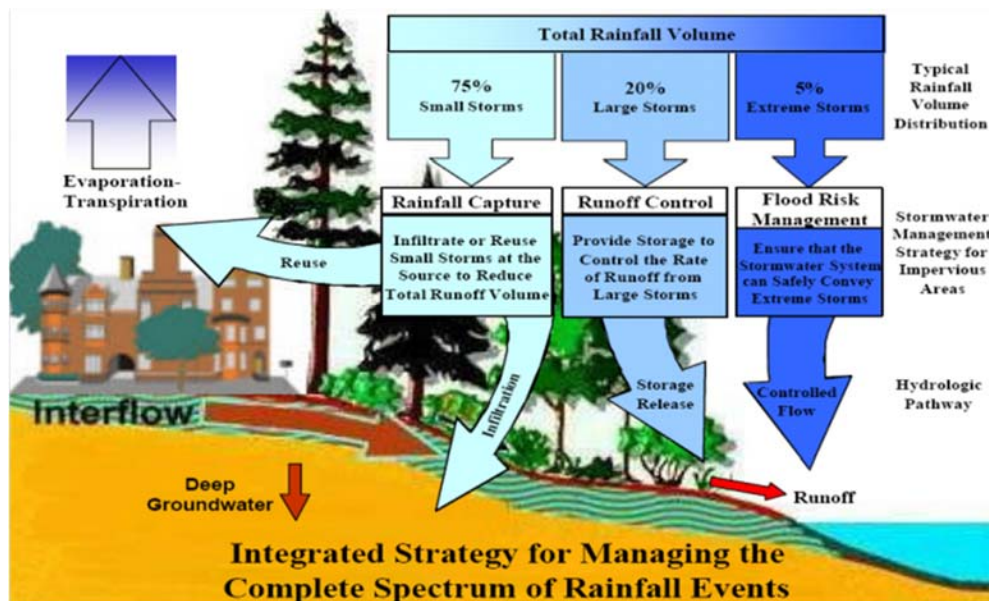 Total Rainfall Volume
75%
Small Storms
20%
Large Storms
5%
Extreme Storms
Typical
Rainfall
Volume
Distribution
Evaporation-
Transpiration
Rainfall Capture
Infiltrate or Reuse
Small Storms at the
Source to Reduce
Total Runoff Volume
Runoff Control
Provide Storage to
Control the Rate
of Runoff from
Large Storms
Flood Risk
Management
Ensure that the
Stormwater System
can Safely Convey
Extreme Storms
Stormwater
Management
Strategy for
Impervious
Areas
Reuse
Infiltration
Storage
Release
Controlled
Flow
Hydrologic
Pathway
Interflow
Deep
Groundwater
Runoff
Integrated Strategy for Managing the
Complete Spectrum of Rainfall Events